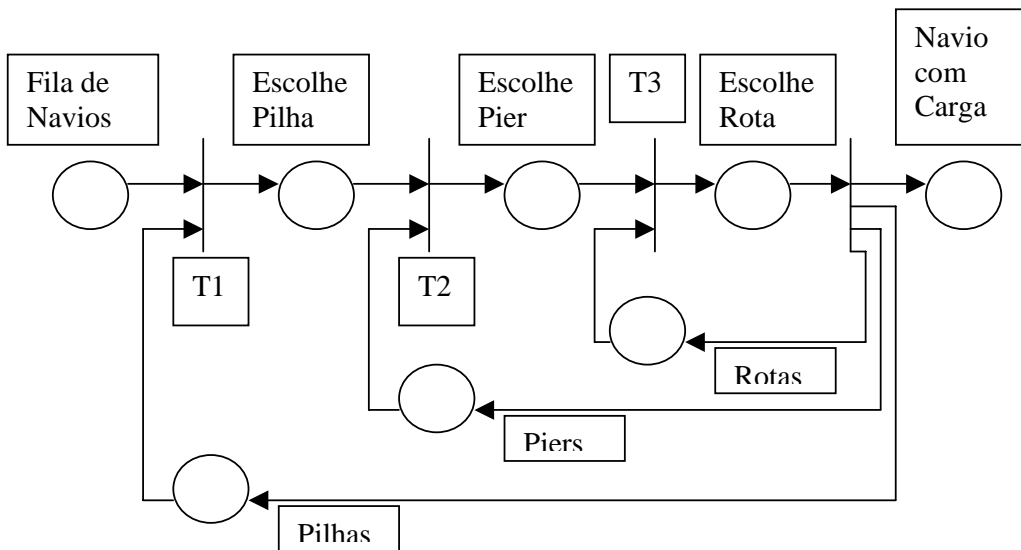 Fila de
Navios
Escolhe
Pilha
Escolhe
Pier
T3
Escolhe
Rota
Navio
com
Carga
T1
T2
Rotas
Piers
Pilhas